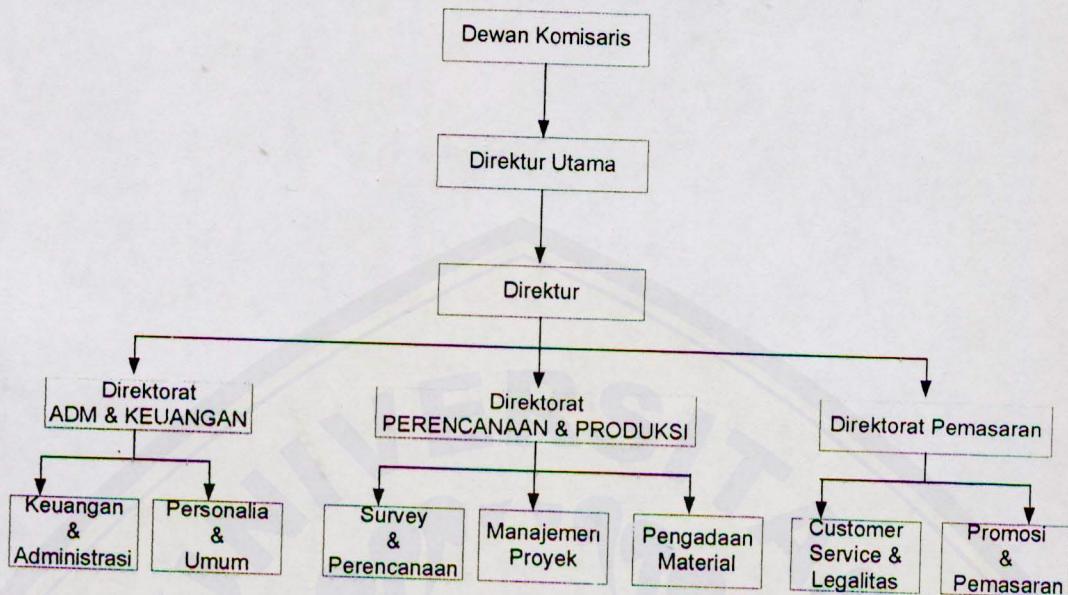 Dewan Komisaris
Direktur Utama
Direktur
Direktorat
ADM & KEUANGAN
Direktorat
PERENCANAAN & PRODUKSI
Direktorat Pemasaran
Keuangan
&
Administrasi
Personalia
&
Umum
Survey
&
Perencanaan
Manajemen
Proyek
Pengadaan
Material
Customer
Service &
Legalitas
Promosi
&
Pemasaran
UNIVERSITA